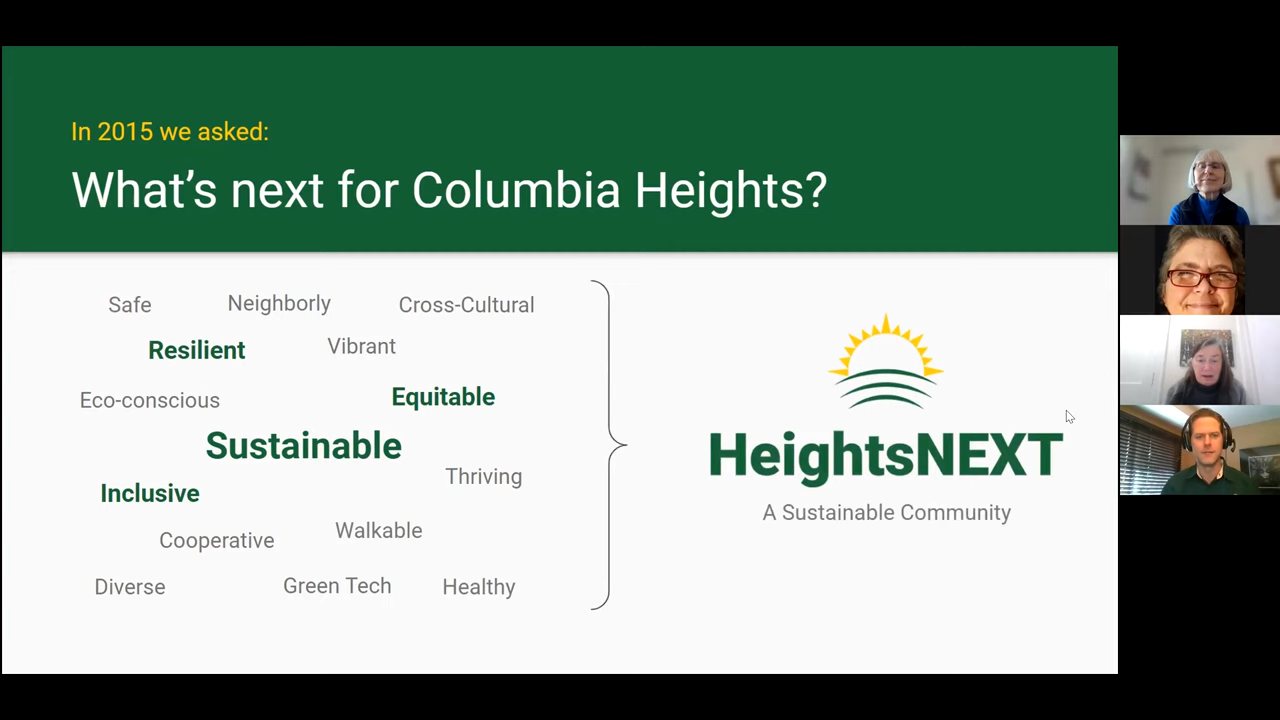 In 2015 we asked:
What's next for Columbia Heights?
Safe Neighborly Cross-Cultural
Resilient Vibrant
Eco-conscious Equitable
Sustainable
Thriving
Inclusive
Cooperative Walkable
Diverse Green Tech Healthy
HeightsNEXT
A Sustainable Community